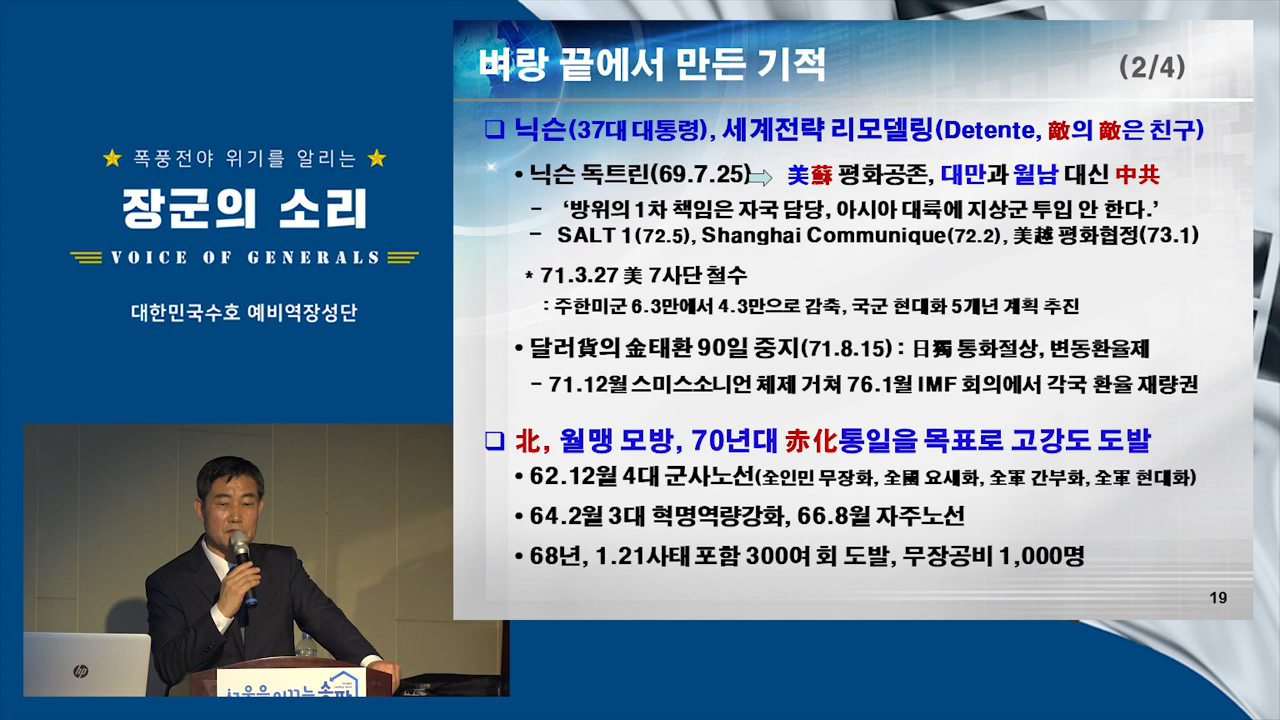 폭풍전야 위기를 알리는
장군의 소리
VOICE OF GENERALS
대한민국수호 예비역장성단
벼랑 끝에서 만든 기적 (2/4)
❑ 닉슨(37대 대통령), 세계전략 리모델링(Detente, 敵의 敵은 친구)
• 닉슨 독트린(69.7.25)⇨ 美蘇 평화공존, 대만과 월남 대신 中共
- ‘방위의 1차 책임은 자국 담당, 아시아 대륙에 지상군 투입 안 한다.’
- SALT 1(72.5), Shanghai Communique(72.2), 美越 평화협정(73.1)
* 71.3.27 美 7사단 철수
: 주한미군 6.3만에서 4.3만으로 감축, 국군 현대화 5개년 계획 추진
• 달러貨의 金태환 90일 중지(71.8.15) : 日獨 통화절상, 변동환율제
- 71.12월 스미스소니언 체제 거쳐 76.1월 IMF 회의에서 각국 환율 재량권
❑ 北, 월맹 모방, 70년대 赤化통일을 목표로 고강도 도발
• 62.12월 4대 군사노선(全인민 무장화, 全國 요새화, 全軍 간부화, 全軍 현대화)
• 64.2월 3대 혁명역량강화, 66.8월 자주노선
• 68년, 1.21사태 포함 300여 회 도발, 무장공비 1,000명
19
hp